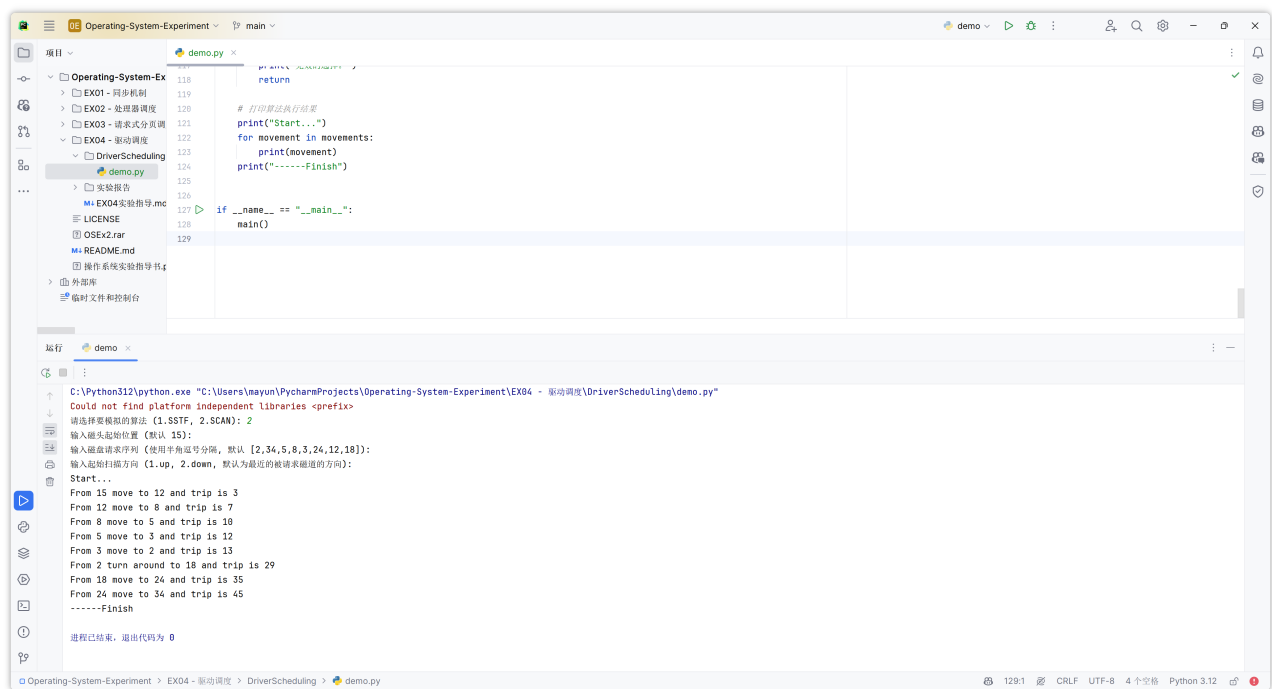 OE Operating-System-Experiment main demo
项目
demo.py
Operating-System-Ex
EX01 - 同步机制
EX02 - 处理器调度
EX03 - 请求式分页调
EX04 - 驱动调度
DriverScheduling
demo.py
实验报告
M↓ EX04实验指导.mc
LICENSE
OSEx2.rar
M↓ README.md
操作系统实验指导书.p
外部库
临时文件和控制台
118 return
119
120 # 打印算法执行结果
121 print("Start...")
122 for movement in movements:
123 print(movement)
124 print("------Finish")
125
126
127 if __name__ == "__main__":
128 main()
129
运行 demo
C:\Python312\python.exe "C:\Users\mayun\PycharmProjects\Operating-System-Experiment\EX04 - 驱动调度\DriverScheduling\demo.py"
Could not find platform independent libraries <prefix>
请选择要模拟的算法 (1.SSTF, 2.SCAN): 2
输入磁头起始位置 (默认 15):
输入磁盘请求序列 (使用半角逗号分隔, 默认 [2,34,5,8,3,24,12,18]):
输入起始扫描方向 (1.up, 2.down, 默认为最近的被请求磁道的方向):
Start...
From 15 move to 12 and trip is 3
From 12 move to 8 and trip is 7
From 8 move to 5 and trip is 10
From 5 move to 3 and trip is 12
From 3 move to 2 and trip is 13
From 2 turn around to 18 and trip is 29
From 18 move to 24 and trip is 35
From 24 move to 34 and trip is 45
------Finish
进程已结束，退出代码为 0
Operating-System-Experiment > EX04 - 驱动调度 > DriverScheduling > demo.py 129:1 CRLF UTF-8 4 个空格 Python 3.12